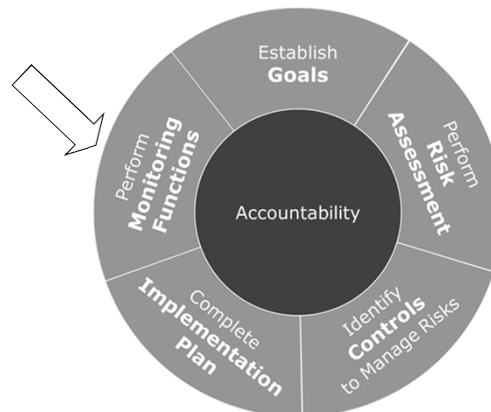 Establish
Goals
Perform
Risk
Assessment
Identify
Controls
to Manage Risks
Complete
Implementation
Plan
Perform
Monitoring
Functions
Accountability